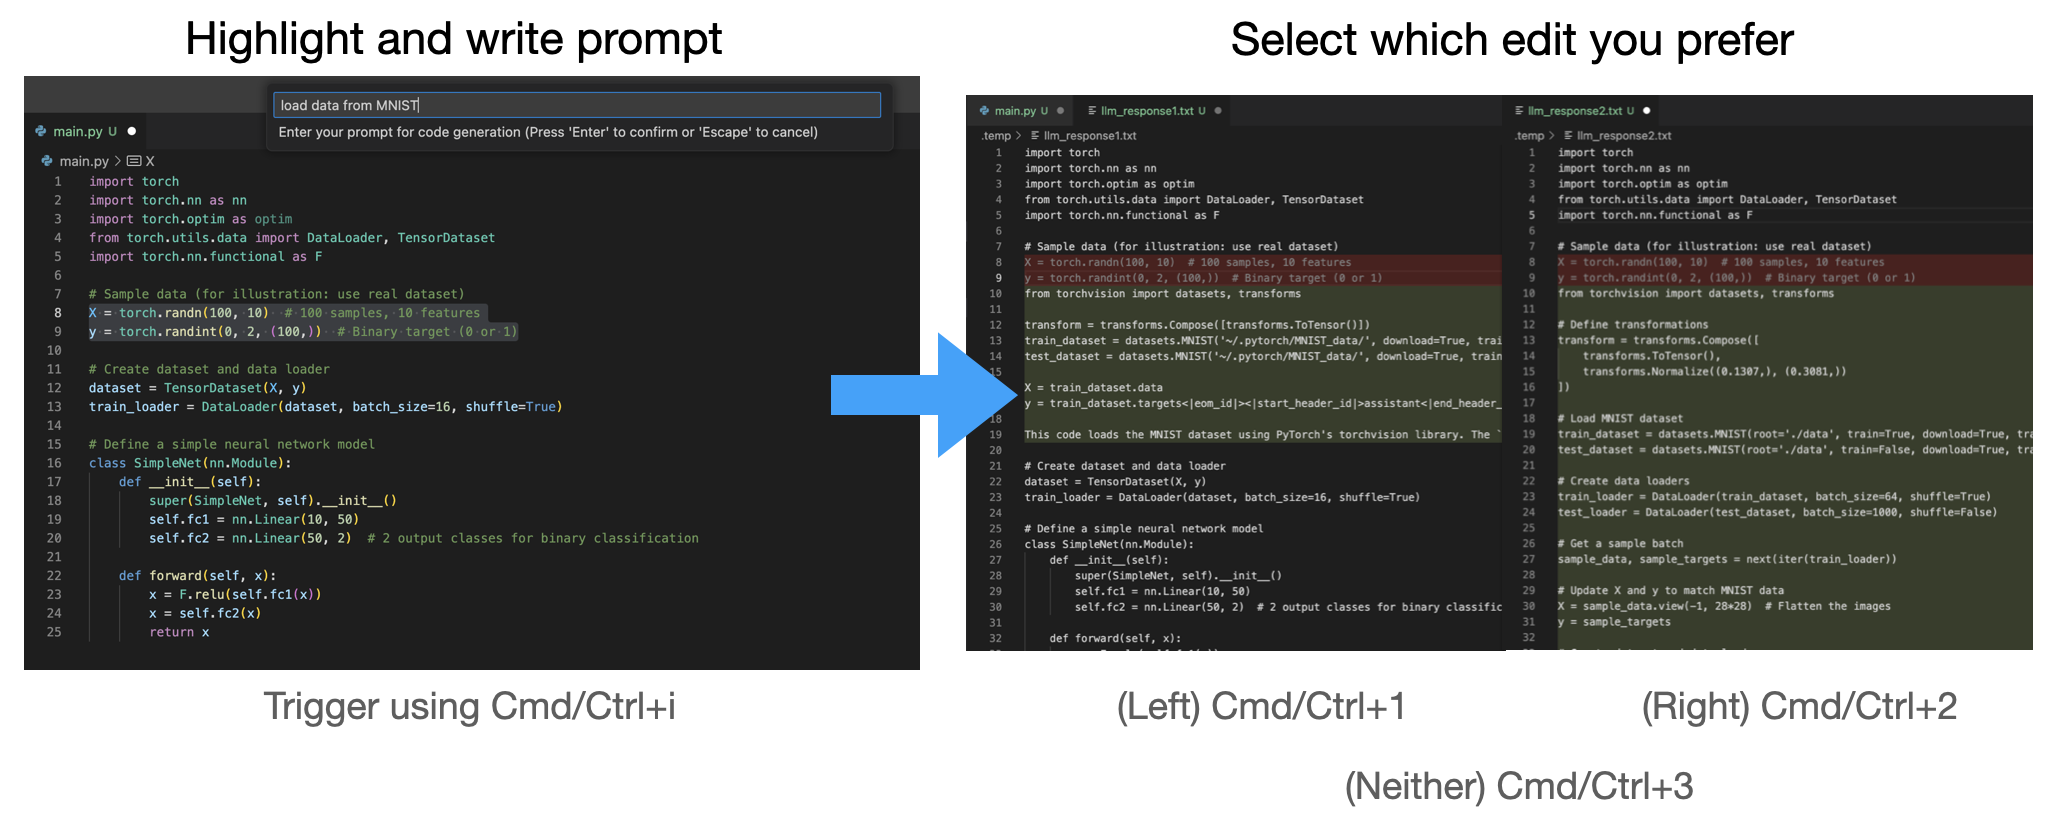 Highlight and write prompt
load data from MNIST
Enter your prompt for code generation (Press 'Enter' to confirm or 'Escape' to cancel)
main.py U
main.py > X
1 import torch
2 import torch.nn as nn
3 import torch.optim as optim
4 from torch.utils.data import DataLoader, TensorDataset
5 import torch.nn.functional as F
6
7 # Sample data (for illustration: use real dataset)
8 X = torch.randn(100, 10)  # 100 samples, 10 features
9 y = torch.randint(0, 2, (100,))  # Binary target (0 or 1)
10
11 # Create dataset and data loader
12 dataset = TensorDataset(X, y)
13 train_loader = DataLoader(dataset, batch_size=16, shuffle=True)
14
15 # Define a simple neural network model
16 class SimpleNet(nn.Module):
17     def __init__(self):
18         super(SimpleNet, self).__init__()
19         self.fc1 = nn.Linear(10, 50)
20         self.fc2 = nn.Linear(50, 2)  # 2 output classes for binary classification
21
22     def forward(self, x):
23         x = F.relu(self.fc1(x))
24         x = self.fc2(x)
25         return x
Trigger using Cmd/Ctrl+i
Select which edit you prefer
main.py U llm_response1.txt U
.temp > llm_response1.txt
1 import torch
2 import torch.nn as nn
3 import torch.optim as optim
4 from torch.utils.data import DataLoader, TensorDataset
5 import torch.nn.functional as F
6
7 # Sample data (for illustration: use real dataset)
8 X = torch.randn(100, 10)  # 100 samples, 10 features
9 y = torch.randint(0, 2, (100,))  # Binary target (0 or 1)
10 from torchvision import datasets, transforms
11
12 transform = transforms.Compose([transforms.ToTensor()])
13 train_dataset = datasets.MNIST('~/.pytorch/MNIST_data/', download=True, trai
14 test_dataset = datasets.MNIST('~/.pytorch/MNIST_data/', download=True, train
15
X = train_dataset.data
y = train_dataset.targets<|eom_id|><|start_header_id|>assistant<|end_header_
18
19 This code loads the MNIST dataset using PyTorch's torchvision library. The `
20
21 # Create dataset and data loader
22 dataset = TensorDataset(X, y)
23 train_loader = DataLoader(dataset, batch_size=16, shuffle=True)
24
25 # Define a simple neural network model
26 class SimpleNet(nn.Module):
27     def __init__(self):
28         super(SimpleNet, self).__init__()
29         self.fc1 = nn.Linear(10, 50)
30         self.fc2 = nn.Linear(50, 2)  # 2 output classes for binary classific
31
32     def forward(self, x):
(Left) Cmd/Ctrl+1
llm_response2.txt U
.temp > llm_response2.txt
1 import torch
2 import torch.nn as nn
3 import torch.optim as optim
4 from torch.utils.data import DataLoader, TensorDataset
5 import torch.nn.functional as F
6
7 # Sample data (for illustration: use real dataset)
8 X = torch.randn(100, 10)  # 100 samples, 10 features
9 y = torch.randint(0, 2, (100,))  # Binary target (0 or 1)
10 from torchvision import datasets, transforms
11
12 # Define transformations
13 transform = transforms.Compose([
14     transforms.ToTensor(),
15     transforms.Normalize((0.1307,), (0.3081,))
16 ])
17
18 # Load MNIST dataset
19 train_dataset = datasets.MNIST(root='./data', train=True, download=True, tra
20 test_dataset = datasets.MNIST(root='./data', train=False, download=True, tra
21
22 # Create data loaders
23 train_loader = DataLoader(train_dataset, batch_size=64, shuffle=True)
24 test_loader = DataLoader(test_dataset, batch_size=1000, shuffle=False)
25
26 # Get a sample batch
27 sample_data, sample_targets = next(iter(train_loader))
28
29 # Update X and y to match MNIST data
30 X = sample_data.view(-1, 28*28)  # Flatten the images
31 y = sample_targets
32
(Right) Cmd/Ctrl+2
(Neither) Cmd/Ctrl+3